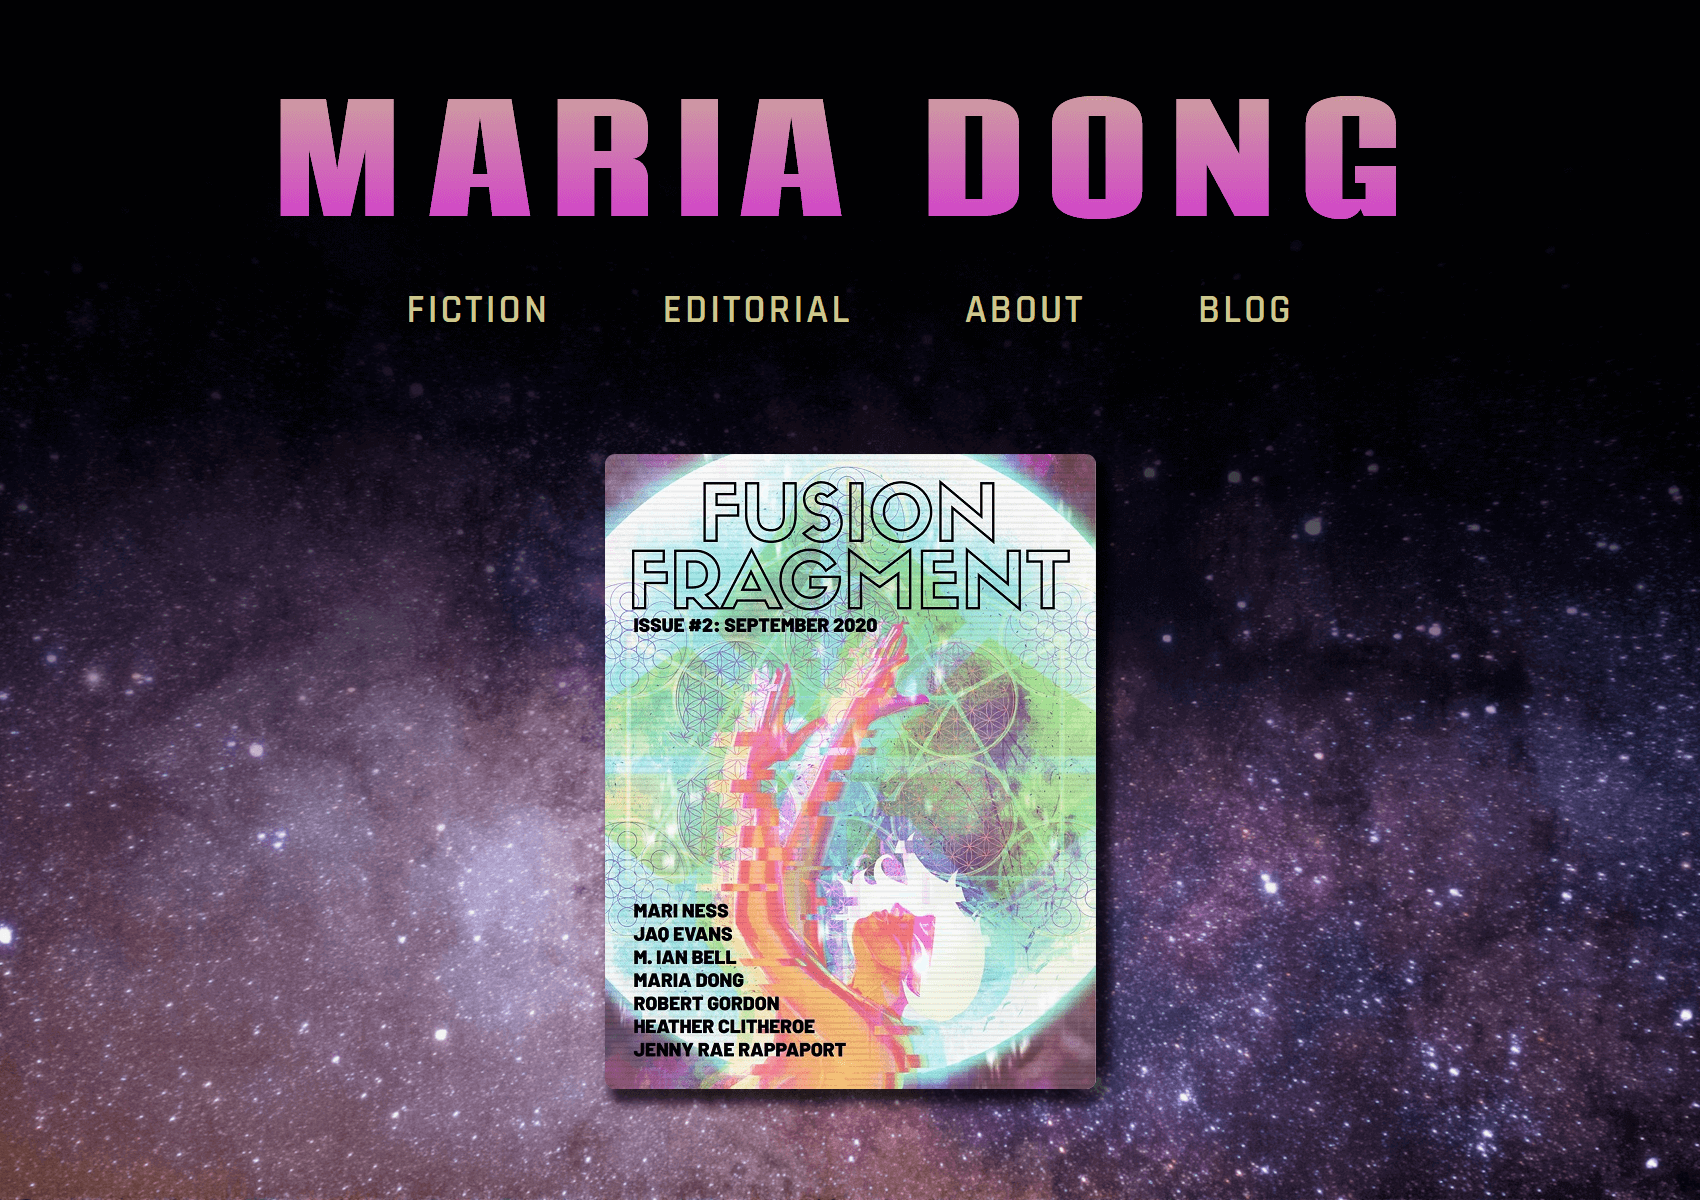 MARIA DONG
FICTION EDITORIAL ABOUT BLOG
FUSION
FRAGMENT
ISSUE #2: SEPTEMBER 2020
MARI NESS
JAQ EVANS
M. IAN BELL
MARIA DONG
ROBERT GORDON
HEATHER CLITHEROE
JENNY RAE RAPPAPORT